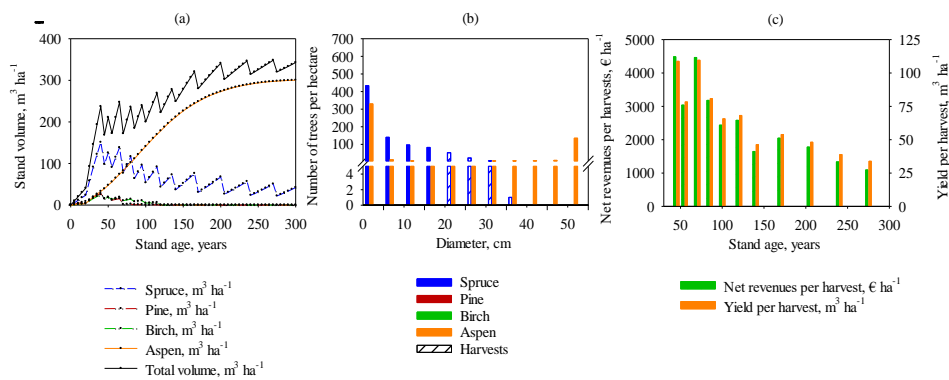 (a)
(b)
(c)
Stand volume, m³ ha⁻¹
400
300
200
100
0
0 50 100 150 200 250 300
Stand age, years
Number of trees per hectare
700
600
500
400
300
200
100
4
2
0
0 10 20 30 40 50
Diameter, cm
Net revenues per harvests, € ha⁻¹
5000
4000
3000
2000
1000
0
50 100 150 200 250 300
Stand age, years
125
100
75
50
25
0
Yield per harvest, m³ ha⁻¹
Spruce, m³ ha⁻¹
Pine, m³ ha⁻¹
Birch, m³ ha⁻¹
Aspen, m³ ha⁻¹
Total volume, m³ ha⁻¹
Spruce
Pine
Birch
Aspen
Harvests
Net revenues per harvest, € ha⁻¹
Yield per harvest, m³ ha⁻¹